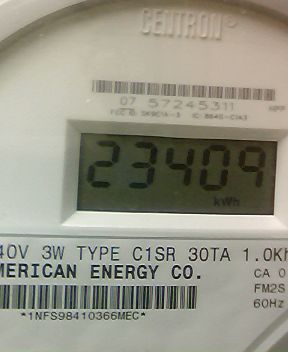 CENTRON
07 57245311
23409
kWh
40V 3W TYPE C1SR 30TA 1.0Kh
MERICAN ENERGY CO.
CA 0
FM2S
60Hz
*1NFS98410366MEC*